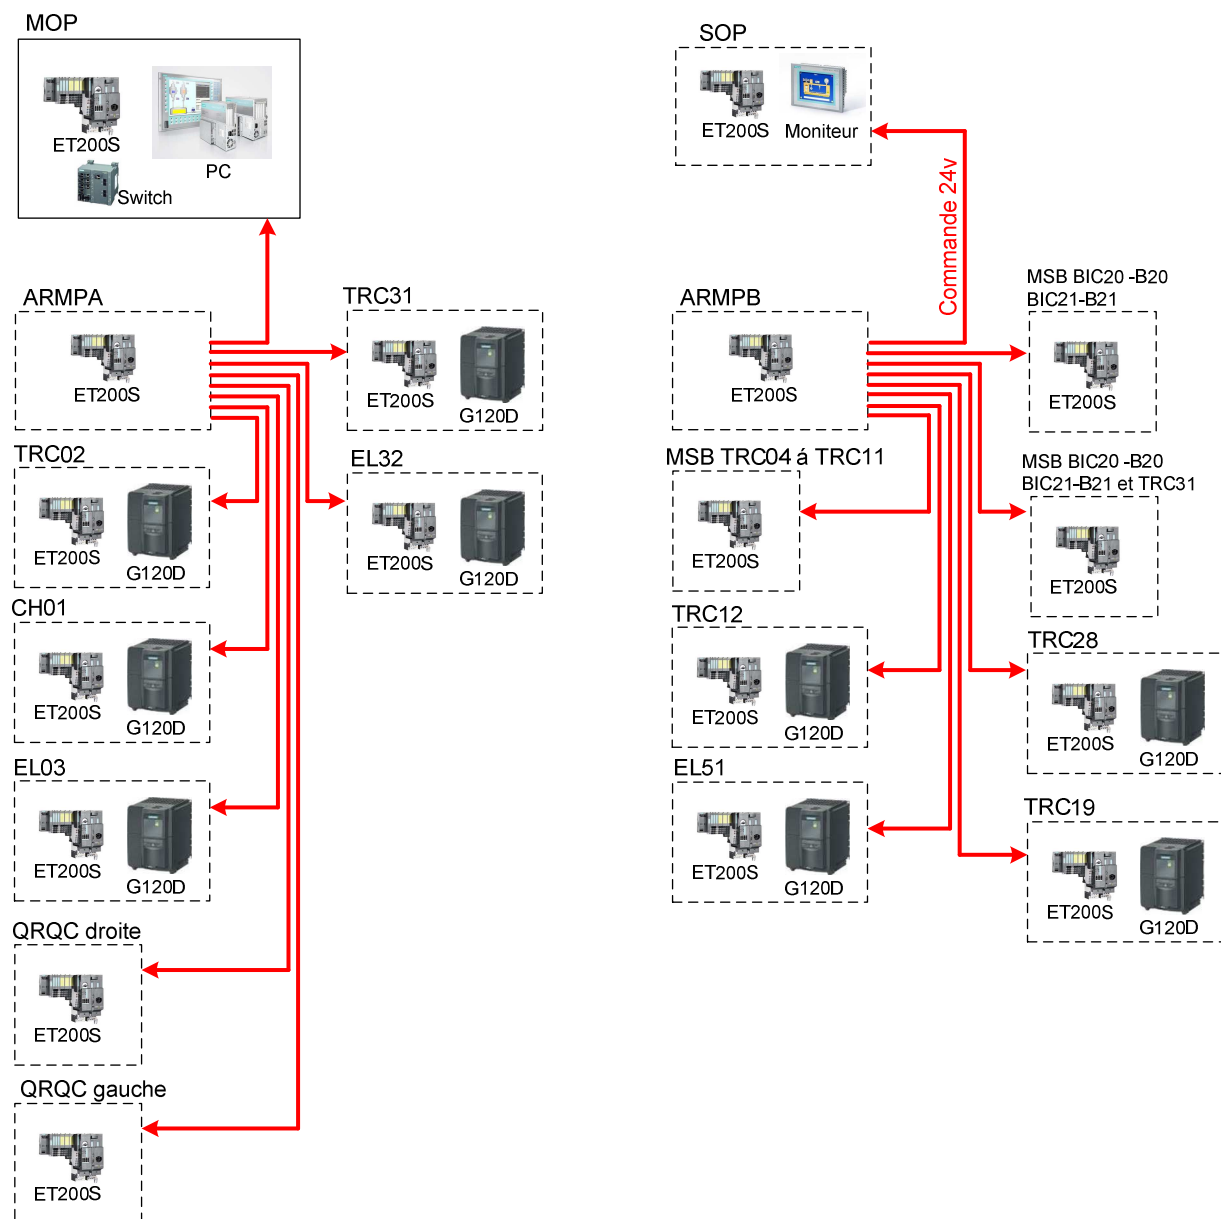 MOP
ET200S
PC
Switch
ARMPA
ET200S
TRC31
ET200S
G120D
TRC02
ET200S
G120D
EL32
ET200S
G120D
CH01
ET200S
G120D
EL03
ET200S
G120D
QRQC droite
ET200S
QRQC gauche
ET200S
SOP
ET200S
Moniteur
Commande 24v
ARMPB
ET200S
MSB BIC20 -B20
BIC21-B21
ET200S
MSB TRC04 á TRC11
ET200S
MSB BIC20 -B20
BIC21-B21 et TRC31
ET200S
TRC12
ET200S
G120D
TRC28
ET200S
G120D
EL51
ET200S
G120D
TRC19
ET200S
G120D